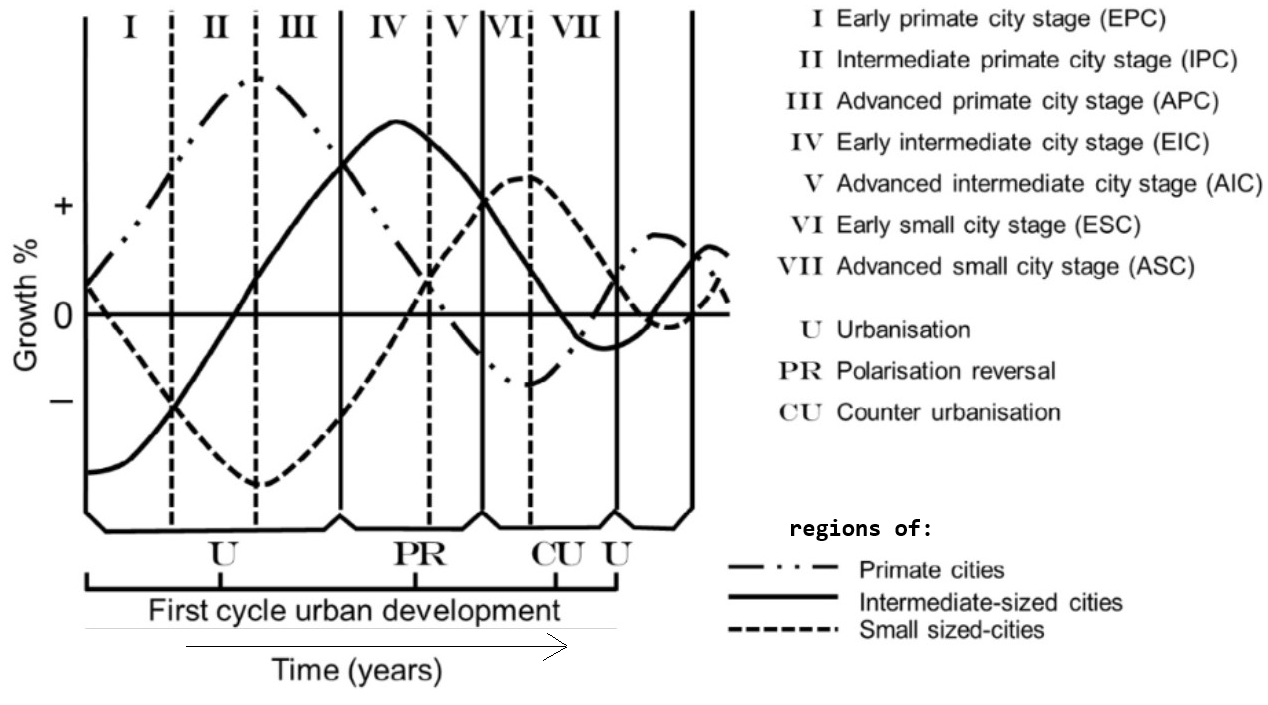 I II III IV V VI VII
+
0
–
Growth %
U PR CU U
First cycle urban development
Time (years)
I Early primate city stage (EPC)
II Intermediate primate city stage (IPC)
III Advanced primate city stage (APC)
IV Early intermediate city stage (EIC)
V Advanced intermediate city stage (AIC)
VI Early small city stage (ESC)
VII Advanced small city stage (ASC)
U Urbanisation
PR Polarisation reversal
CU Counter urbanisation
regions of:
Primate cities
Intermediate-sized cities
Small sized-cities